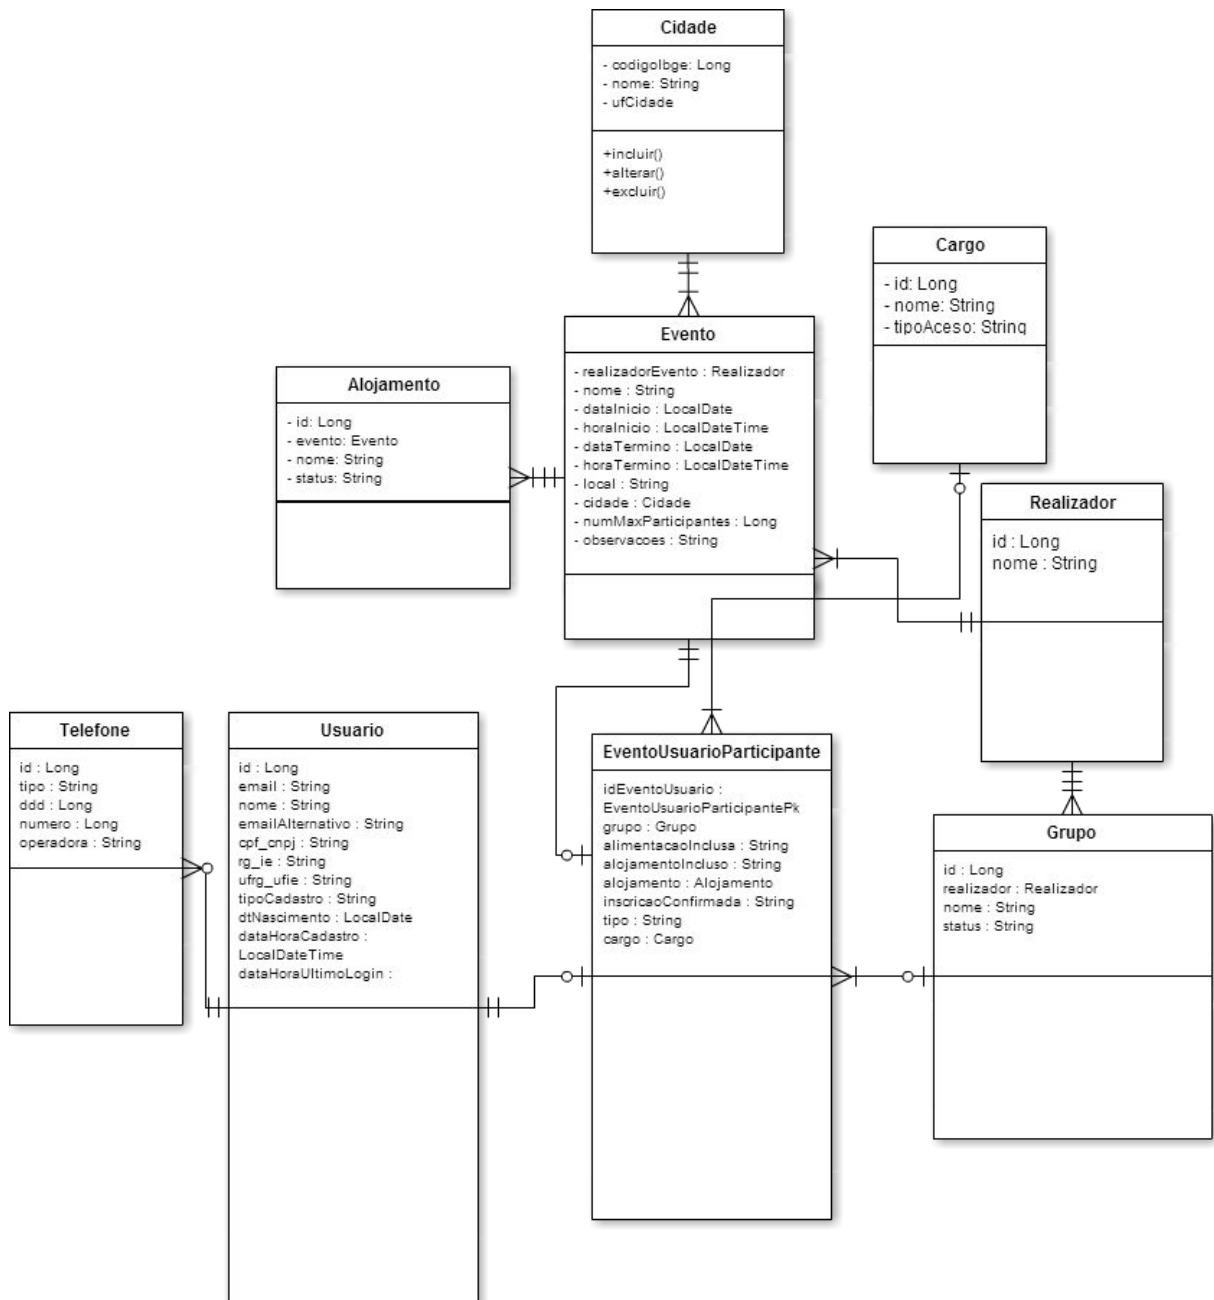 Cidade
- codigoIbge: Long
- nome: String
- ufCidade
+incluir()
+alterar()
+excluir()
Cargo
- id: Long
- nome: String
- tipoAceso: String
Evento
- realizadorEvento : Realizador
- nome : String
- dataInicio : LocalDate
- horaInicio : LocalDateTime
- dataTermino : LocalDate
- horaTermino : LocalDateTime
- local : String
- cidade : Cidade
- numMaxParticipantes : Long
- observacoes : String
Alojamento
- id: Long
- evento: Evento
- nome: String
- status: String
Realizador
id : Long
nome : String
Telefone
id : Long
tipo : String
ddd : Long
numero : Long
operadora : String
Usuario
id : Long
email : String
nome : String
emailAlternativo : String
cpf_cnpj : String
rg_ie : String
ufrg_ufie : String
tipoCadastro : String
dtNascimento : LocalDate
dataHoraCadastro :
LocalDateTime
dataHoraUltimoLogin :
EventoUsuarioParticipante
idEventoUsuario :
EventoUsuarioParticipantePk
grupo : Grupo
alimentacaoInclusa : String
alojamentoIncluso : String
alojamento : Alojamento
inscricaoConfirmada : String
tipo : String
cargo : Cargo
Grupo
id : Long
realizador : Realizador
nome : String
status : String